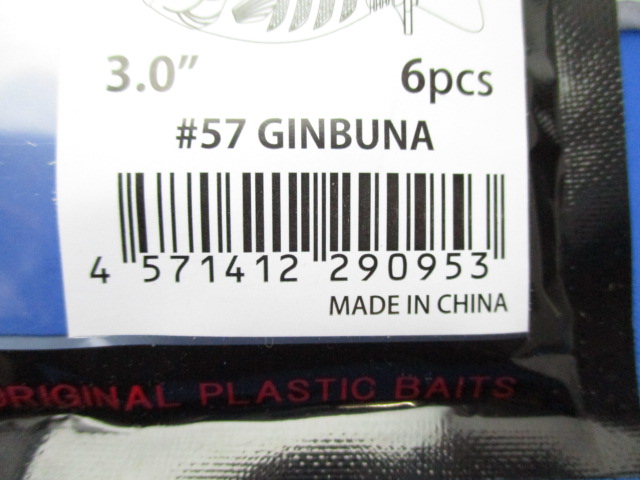 3.0” 6pcs
#57 GINBUNA
4 571412 290953
MADE IN CHINA
ORIGINAL PLASTIC BAITS